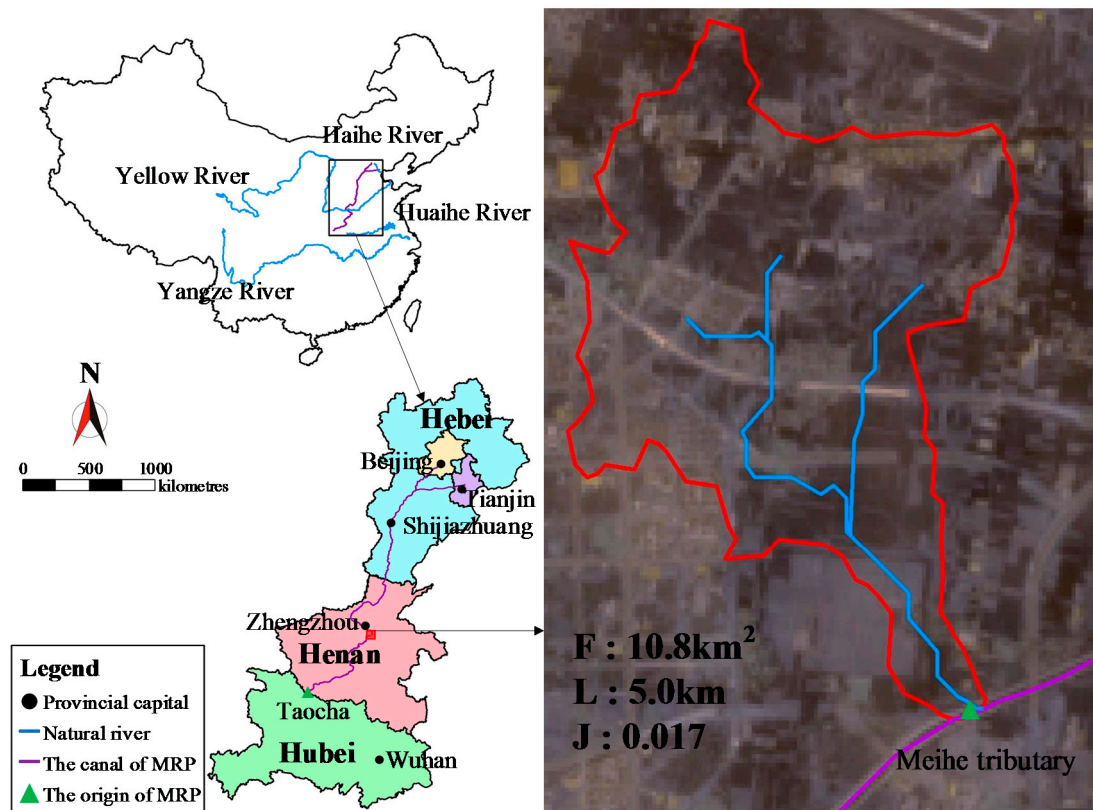 Haihe River
Yellow River
Huaihe River
Yangze River
N
0 500 1000
kilometres
Hebei
Beijing
Tianjin
Shijiazhuang
Zhengzhou
Henan
Taocha
Hubei
Wuhan
Legend
Provincial capital
Natural river
The canal of MRP
The origin of MRP
F : 10.8km²
L : 5.0km
J : 0.017
Meihe tributary